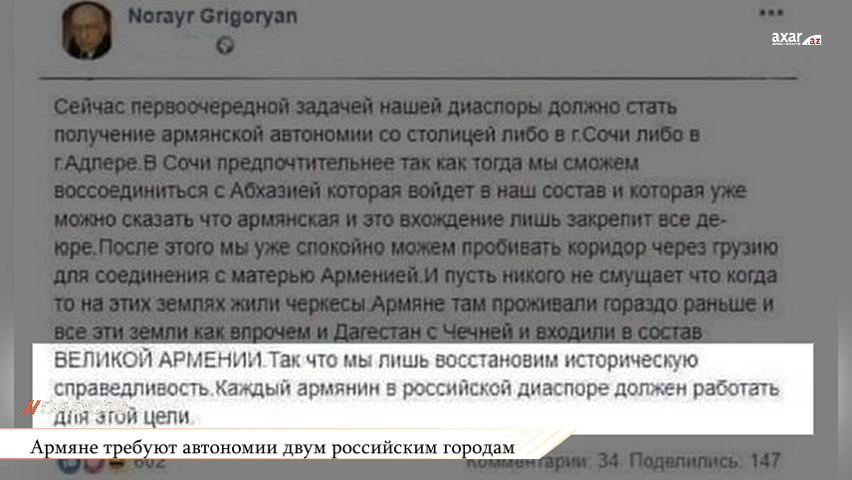 Norayr Grigoryan
axar.az
Сейчас первоочередной задачей нашей диаспоры должно стать
получение армянской автономии со столицей либо в г.Сочи либо в
г.Адлере.В Сочи предпочтительнее так как тогда мы сможем
воссоединиться с Абхазией которая войдет в наш состав и которая уже
можно сказать что армянская и это вхождение лишь закрепит все де-
юре.После этого мы уже спокойно можем пробивать коридор через грузию
для соединения с матерью Арменией.И пусть никого не смущает что когда
то на этих землях жили черкесы.Армяне там проживали гораздо раньше и
все эти земли как впрочем и Дагестан с Чечней и входили в состав
ВЕЛИКОЙ АРМЕНИИ.Так что мы лишь восстановим историческую
справедливость.Каждый армянин в российской диаспоре должен работать
для этой цели.
Армяне требуют автономии двум российским городам
602 Комментарии: 34 Поделились: 147